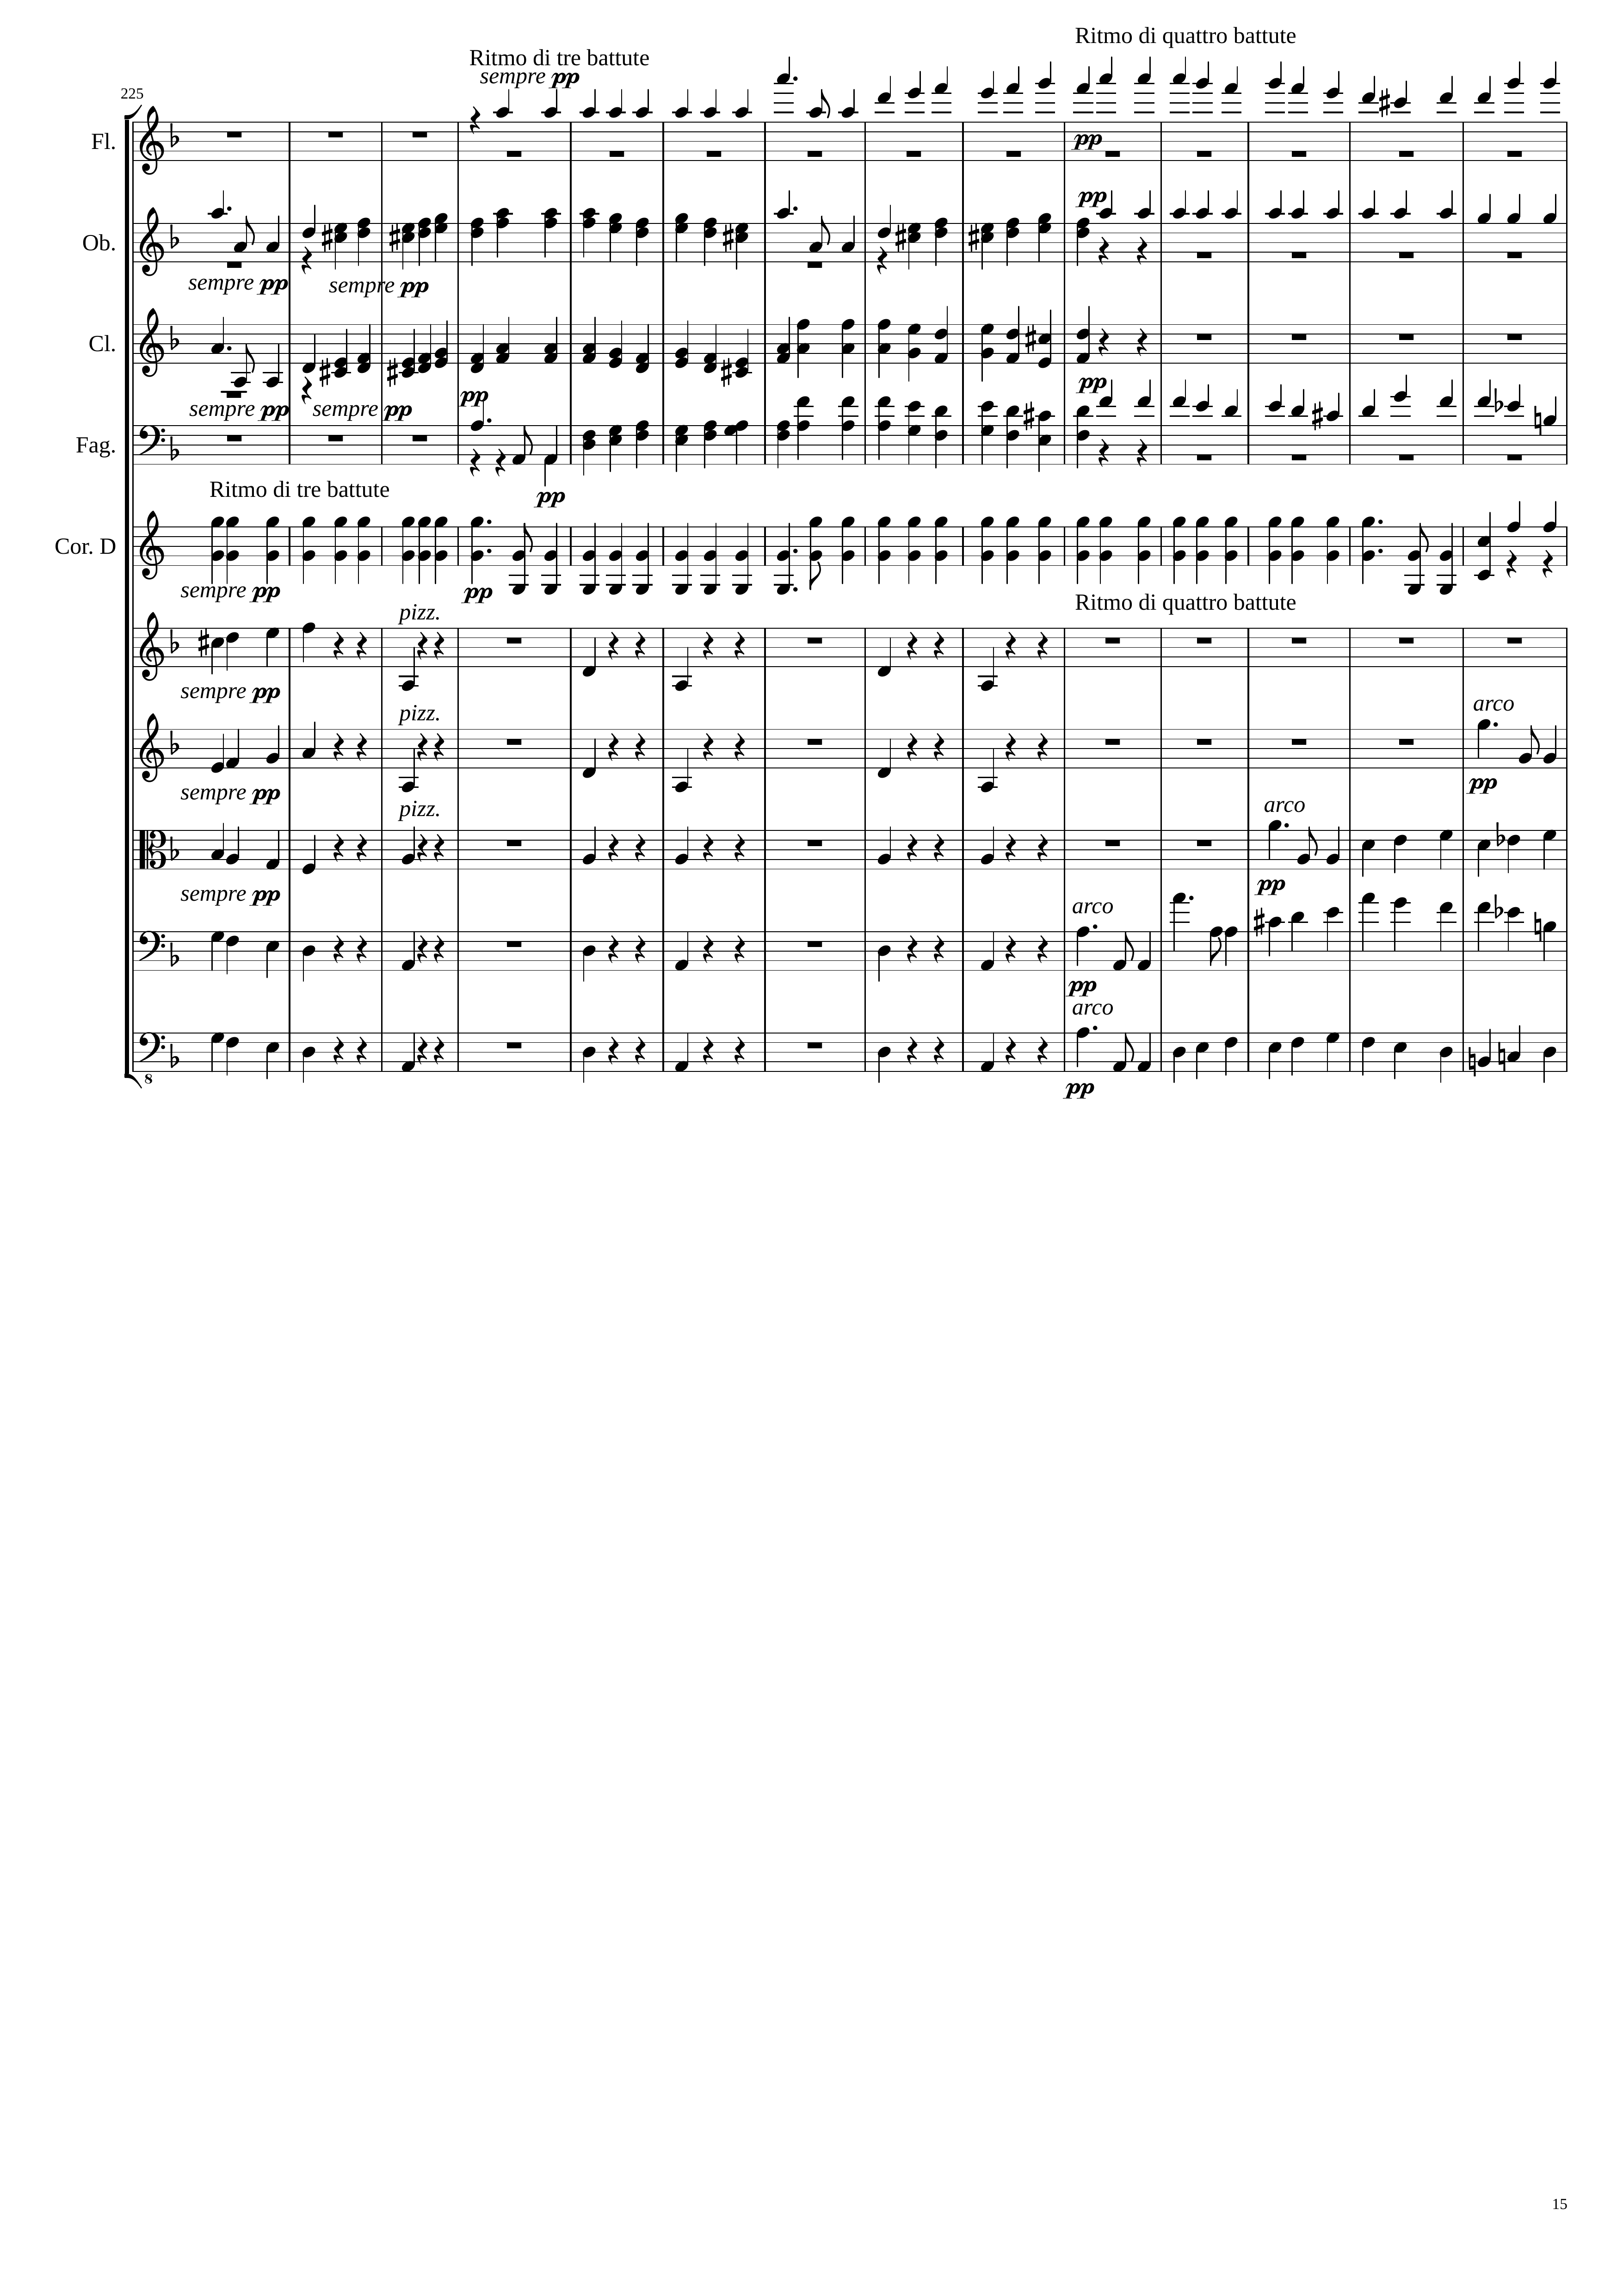 Ritmo di quattro battute
Ritmo di tre battute
sempre pp
225
Fl.
pp
pp
Ob.
sempre pp
sempre pp
Cl.
pp
pp
sempre pp
sempre pp
Fag.
Ritmo di tre battute
pp
Cor. D
sempre pp
pp
Ritmo di quattro battute
pizz.
sempre pp
pizz.
arco
sempre pp
pp
pizz.
arco
sempre pp
pp
arco
pp
arco
8
pp
15